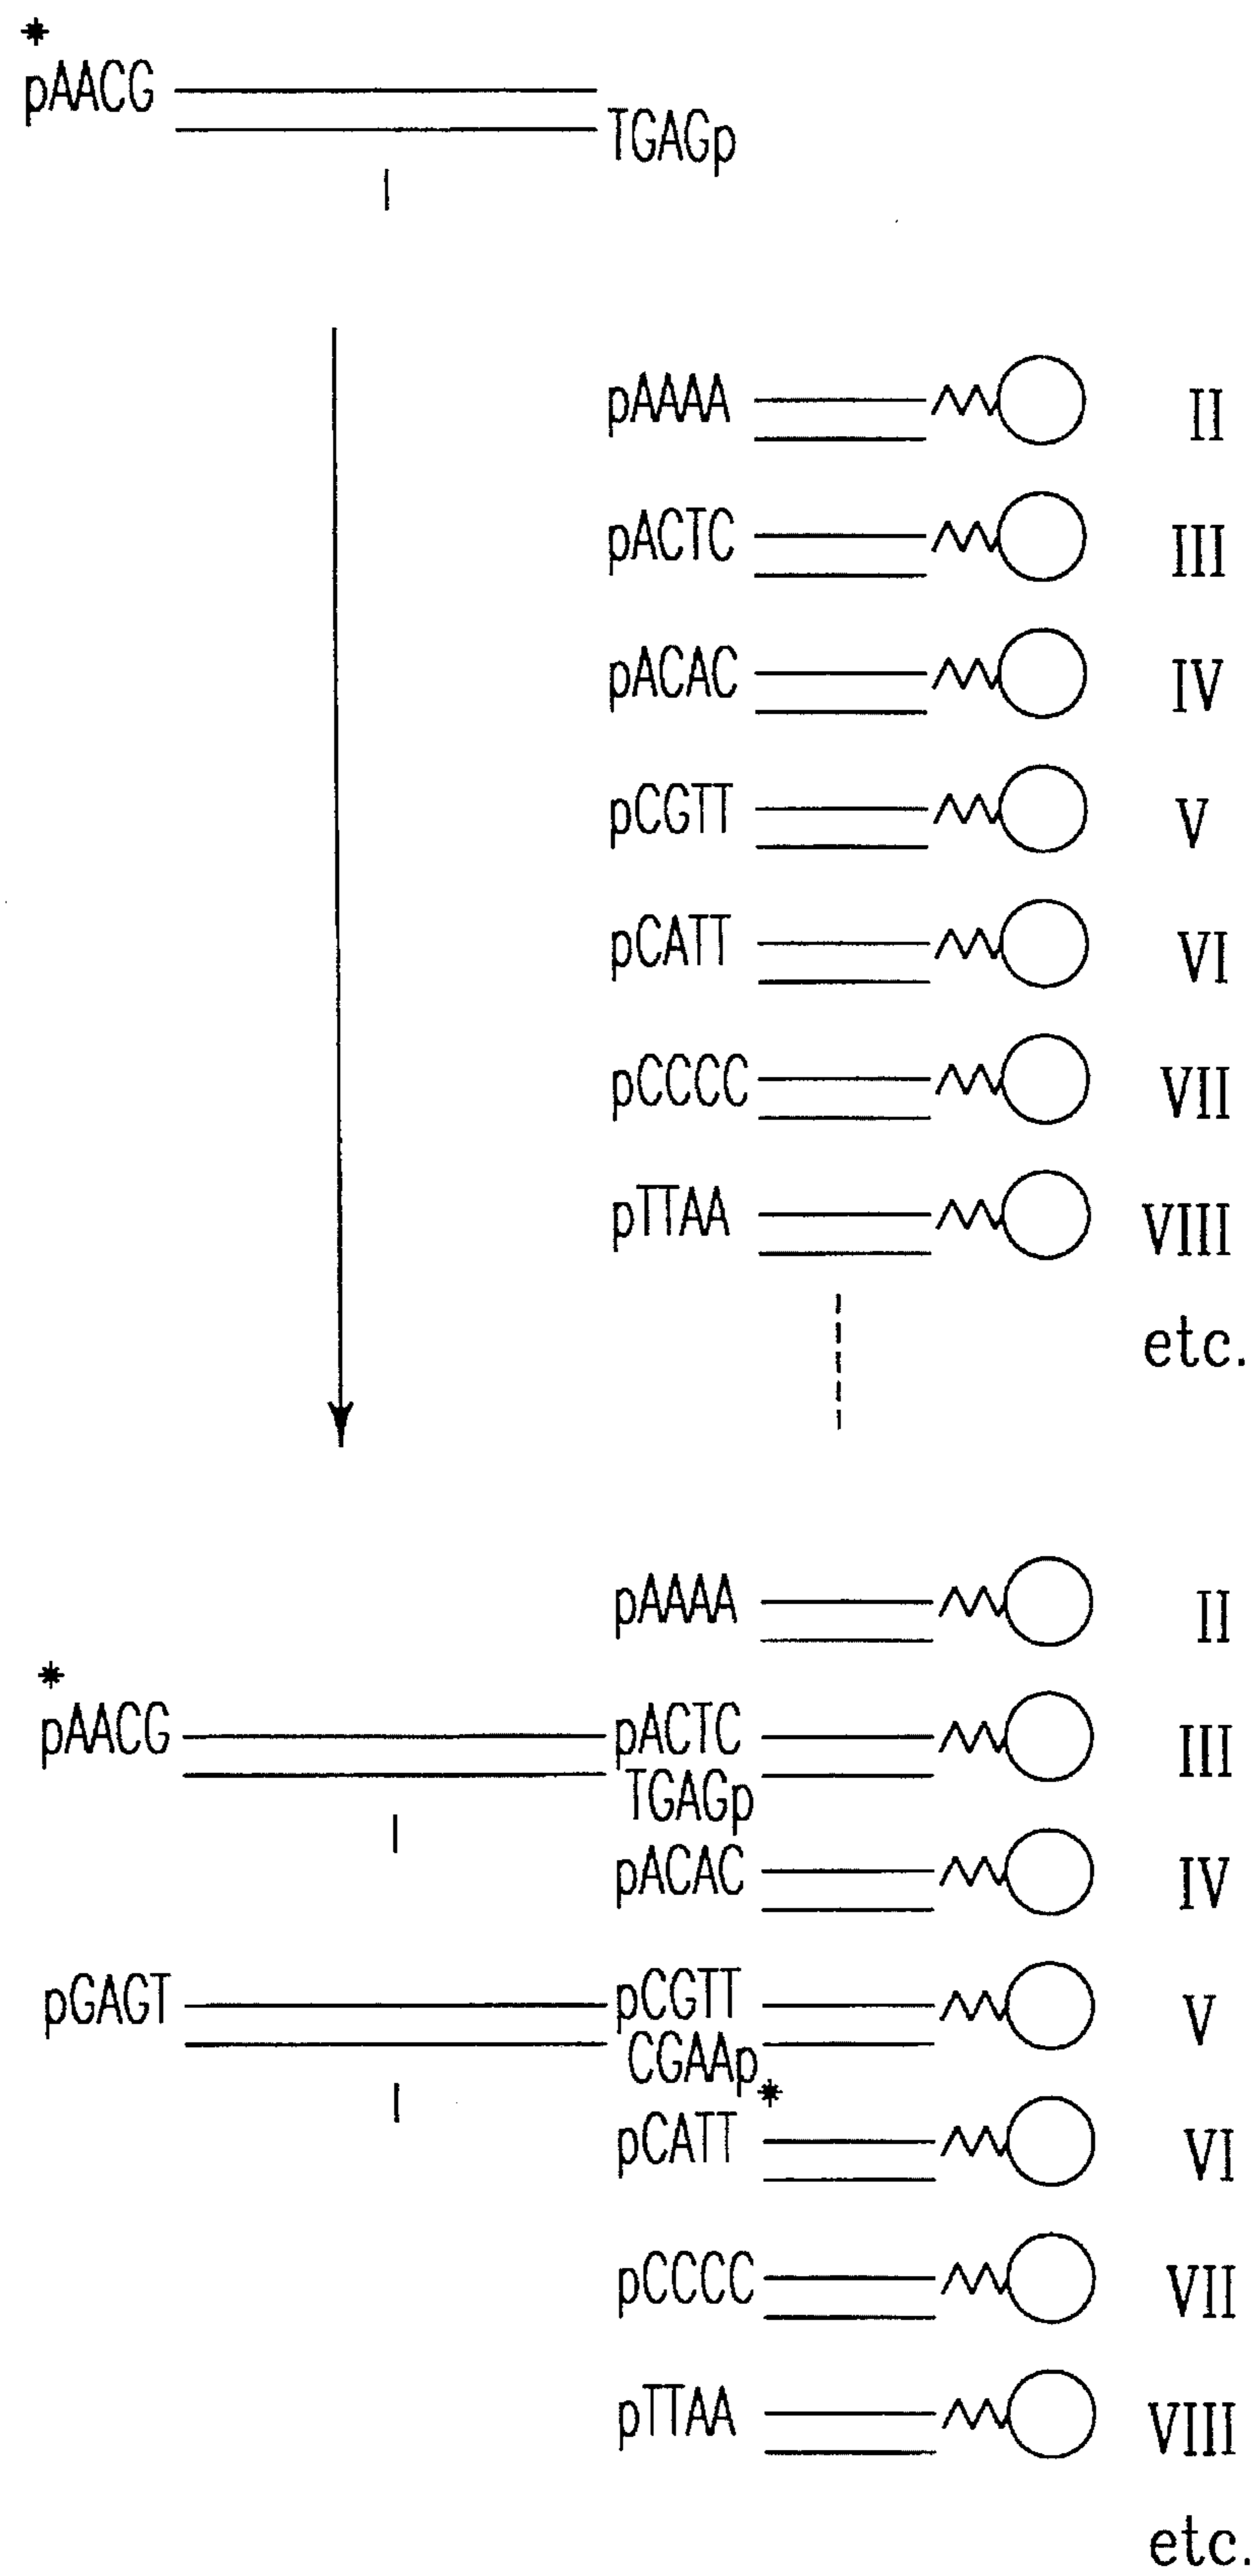 *
pAACG
TGAGp
I
pAAAA II
pACTC III
pACAC IV
pCGTT V
pCATT VI
pCCCC VII
pTTAA VIII
etc.
pAAAA II
*
pAACG pACTC III
TGAGp
I
pACAC IV
pGAGT pCGTT V
CGAAp
*
I
pCATT VI
pCCCC VII
pTTAA VIII
etc.